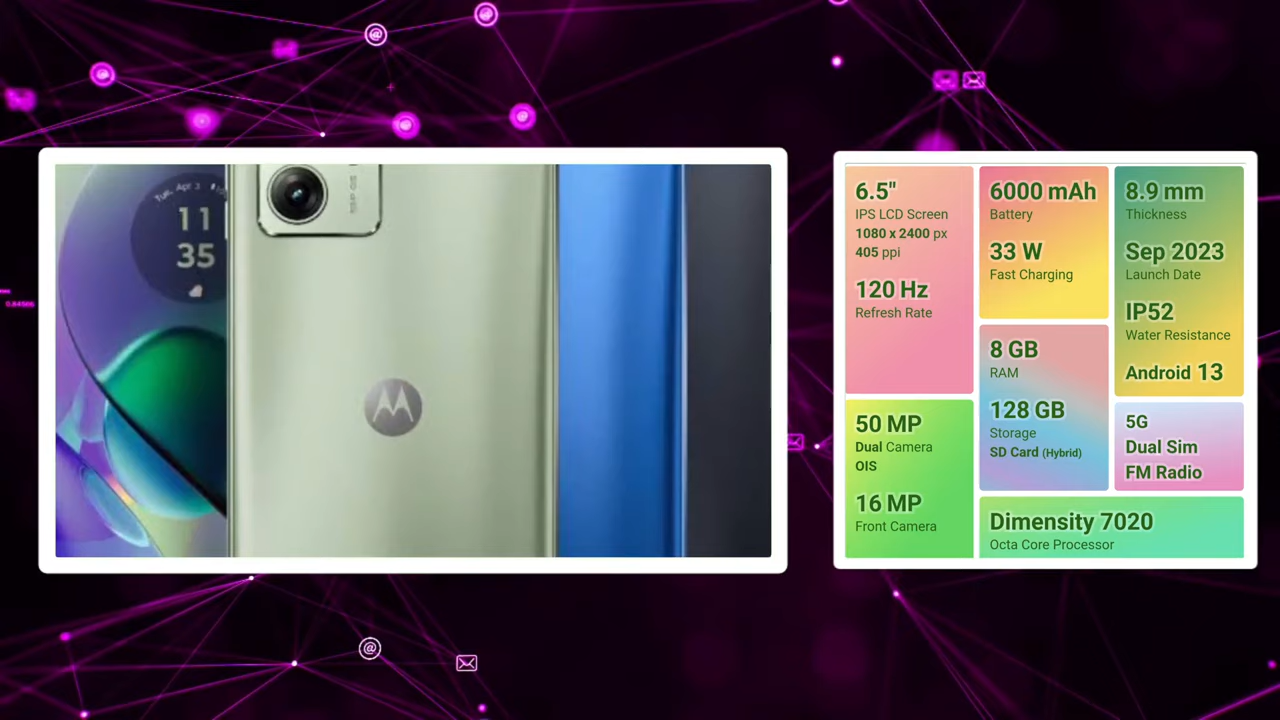 Tue, Apr 3
11
35
6.5"
IPS LCD Screen
1080 x 2400 px
405 ppi
120 Hz
Refresh Rate
50 MP
Dual Camera
OIS
16 MP
Front Camera
6000 mAh
Battery
33 W
Fast Charging
8 GB
RAM
128 GB
Storage
SD Card (Hybrid)
8.9 mm
Thickness
Sep 2023
Launch Date
IP52
Water Resistance
Android 13
5G
Dual Sim
FM Radio
Dimensity 7020
Octa Core Processor